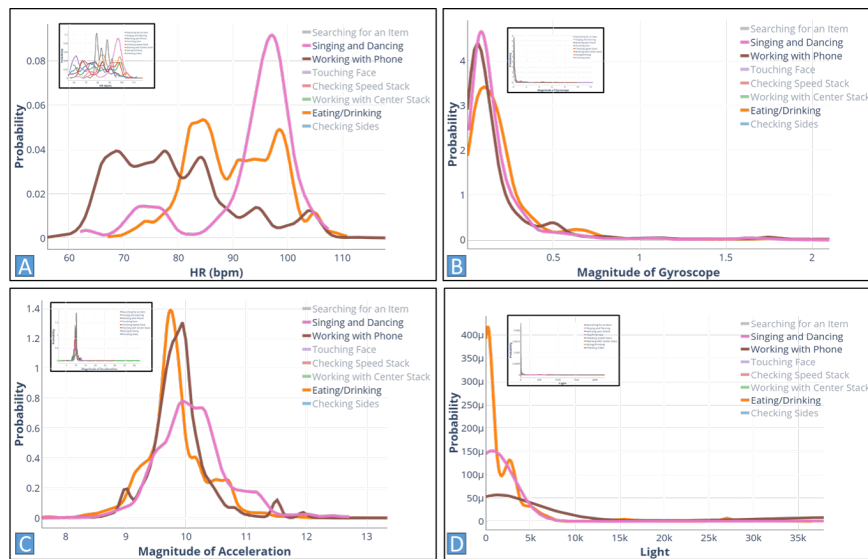 Searching for an Item
Singing and Dancing
Working with Phone
Touching Face
Checking Speed Stack
Working with Center Stack
Eating/Drinking
Checking Sides
0.08
0.06
0.04
0.02
0
Probability
60
70
80
90
100
110
HR (bpm)
A
Searching for an Item
Singing and Dancing
Working with Phone
Touching Face
Checking Speed Stack
Working with Center Stack
Eating/Drinking
Checking Sides
4
3
2
1
0
Probability
0.5
1
1.5
2
Magnitude of Gyroscope
B
Searching for an Item
Singing and Dancing
Working with Phone
Touching Face
Checking Speed Stack
Working with Center Stack
Eating/Drinking
Checking Sides
1.4
1.2
1
0.8
0.6
0.4
0.2
0
Probability
8
9
10
11
12
13
Magnitude of Acceleration
C
Searching for an Item
Singing and Dancing
Working with Phone
Touching Face
Checking Speed Stack
Working with Center Stack
Eating/Drinking
Checking Sides
400μ
350μ
300μ
250μ
200μ
150μ
100μ
50μ
0
Probability
0
5k
10k
15k
20k
25k
30k
35k
Light
D